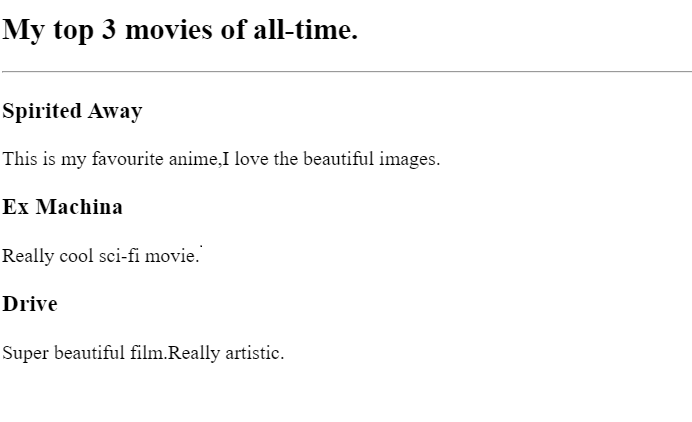 My top 3 movies of all-time.
Spirited Away
This is my favourite anime,I love the beautiful images.
Ex Machina
Really cool sci-fi movie.
Drive
Super beautiful film.Really artistic.